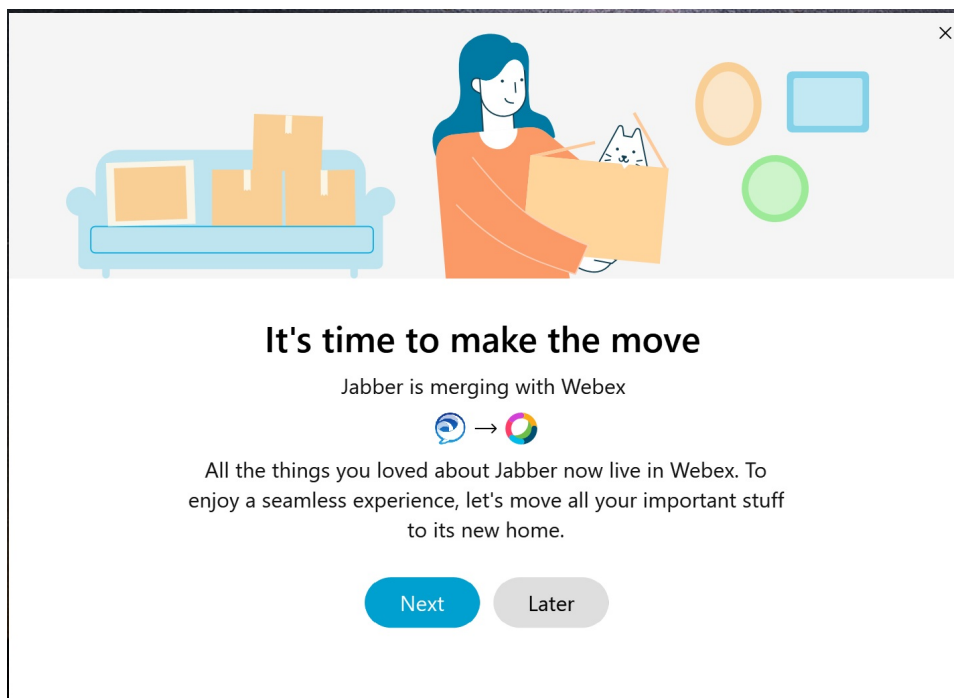 It's time to make the move
Jabber is merging with Webex
All the things you loved about Jabber now live in Webex. To
enjoy a seamless experience, let's move all your important stuff
to its new home.
Next
Later